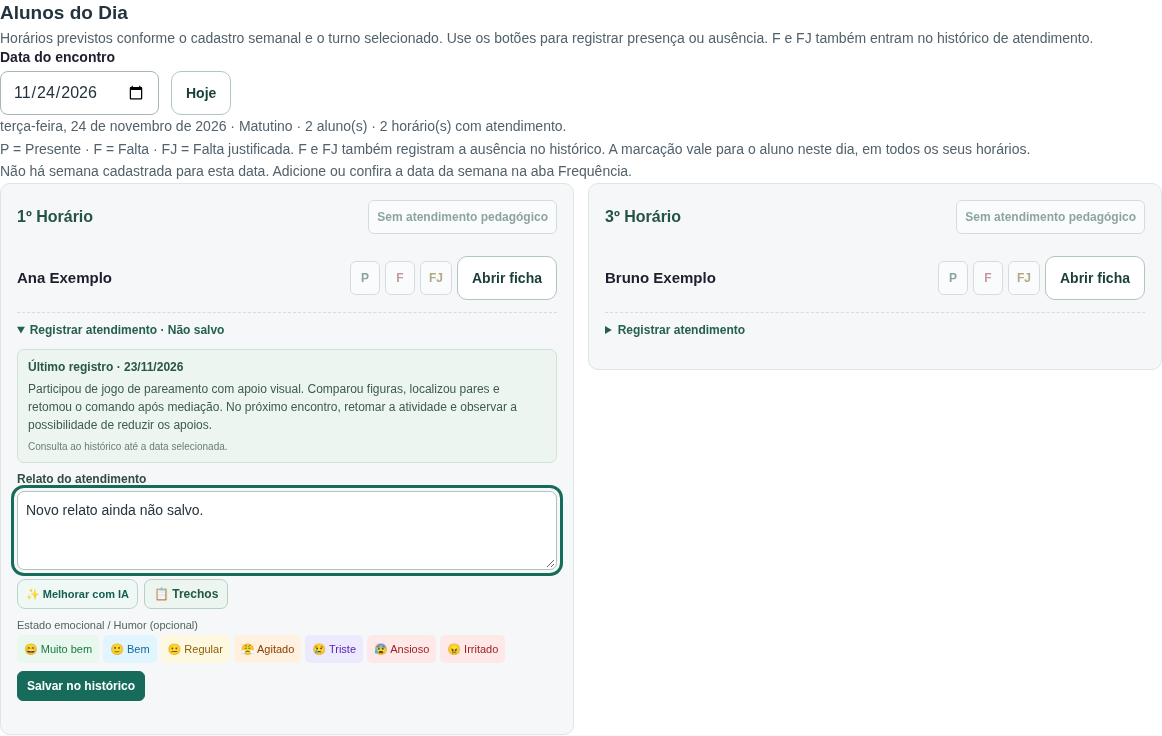 Alunos do Dia
Horários previstos conforme o cadastro semanal e o turno selecionado. Use os botões para registrar presença ou ausência. F e FJ também entram no histórico de atendimento.
Data do encontro
11/24/2026
Hoje
terça-feira, 24 de novembro de 2026 · Matutino · 2 aluno(s) · 2 horário(s) com atendimento.
P = Presente · F = Falta · FJ = Falta justificada. F e FJ também registram a ausência no histórico. A marcação vale para o aluno neste dia, em todos os seus horários.
Não há semana cadastrada para esta data. Adicione ou confira a data da semana na aba Frequência.
1º Horário
Sem atendimento pedagógico
Ana Exemplo
P F FJ Abrir ficha
▼ Registrar atendimento · Não salvo
Último registro · 23/11/2026
Participou de jogo de pareamento com apoio visual. Comparou figuras, localizou pares e
retomou o comando após mediação. No próximo encontro, retomar a atividade e observar a
possibilidade de reduzir os apoios.
Consulta ao histórico até a data selecionada.
Relato do atendimento
Novo relato ainda não salvo.
✨ Melhorar com IA 📋 Trechos
Estado emocional / Humor (opcional)
😄 Muito bem 🙂 Bem 😐 Regular 😤 Agitado 😢 Triste 😰 Ansioso 😠 Irritado
Salvar no histórico
3º Horário
Sem atendimento pedagógico
Bruno Exemplo
P F FJ Abrir ficha
▶ Registrar atendimento